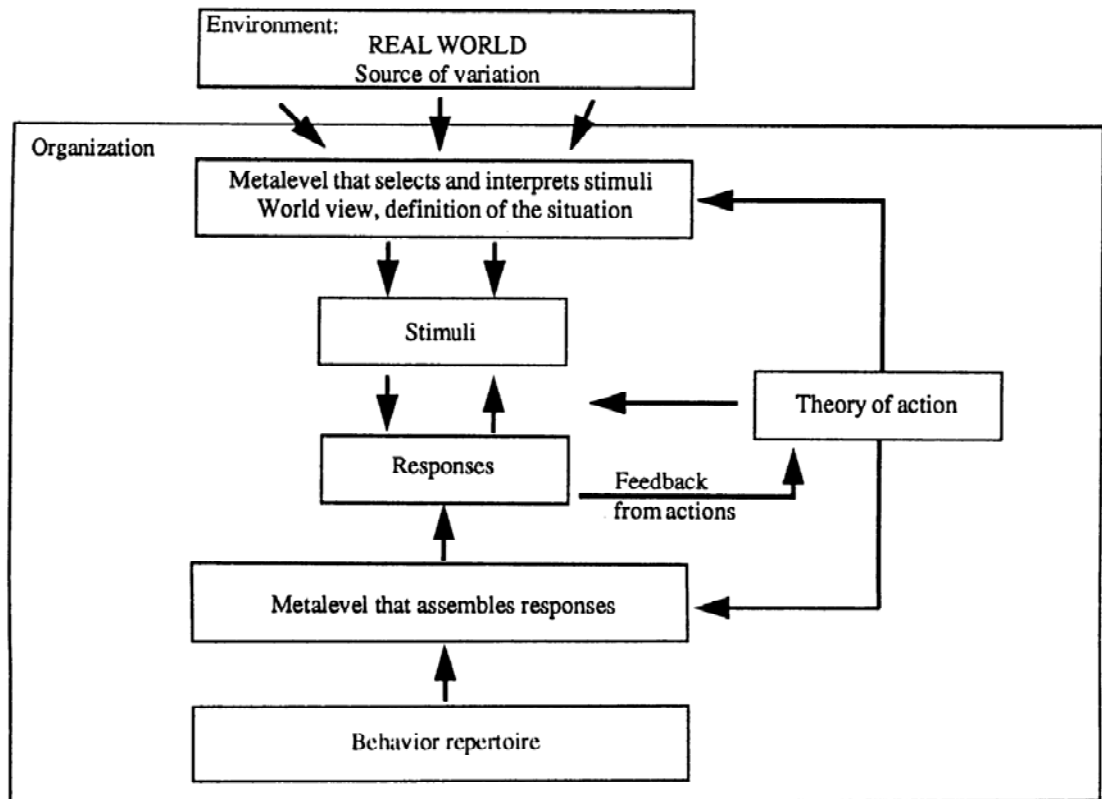 Environment:
REAL WORLD
Source of variation
Organization
Metalevel that selects and interprets stimuli
World view, definition of the situation
Stimuli
Theory of action
Responses
Feedback
from actions
Metalevel that assembles responses
Behavior repertoire